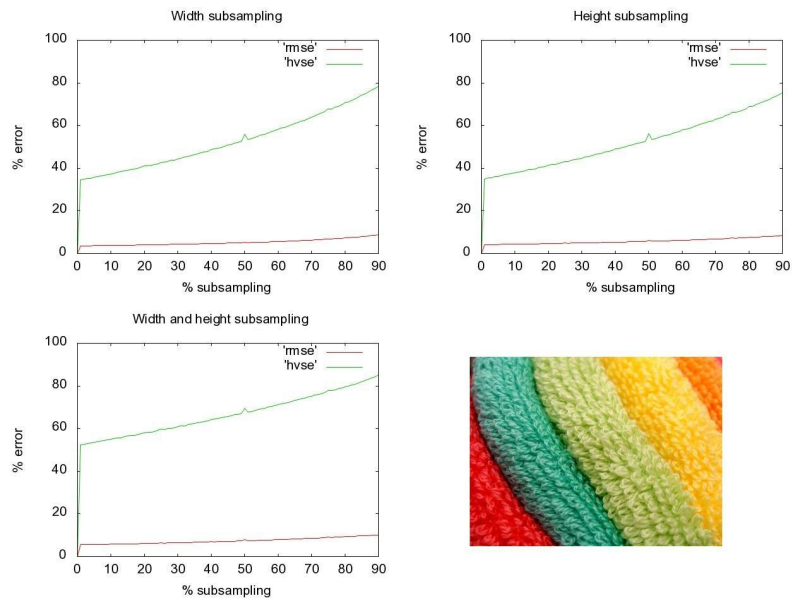 Width subsampling
100
80
60
40
20
0
% error
'rmse'
'hvse'
0 10 20 30 40 50 60 70 80 90
% subsampling
Height subsampling
100
80
60
40
20
0
% error
'rmse'
'hvse'
0 10 20 30 40 50 60 70 80 90
% subsampling
Width and height subsampling
100
80
60
40
20
0
% error
'rmse'
'hvse'
0 10 20 30 40 50 60 70 80 90
% subsampling